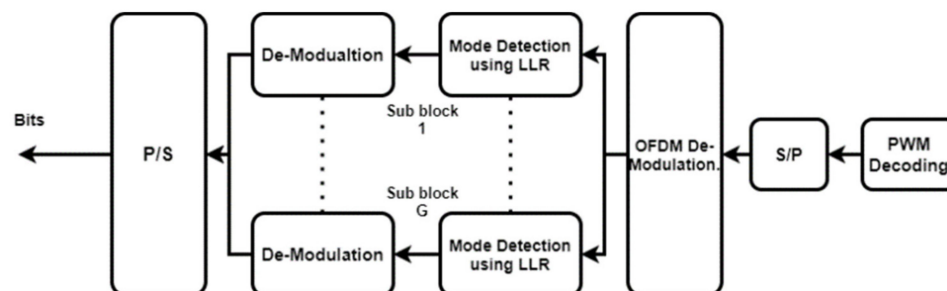 De-Modualtion
Mode Detection
using LLR
Sub block
1
Bits
P/S
OFDM De-
Modulation.
S/P
PWM
Decoding
Sub block
G
De-Modulation
Mode Detection
using LLR